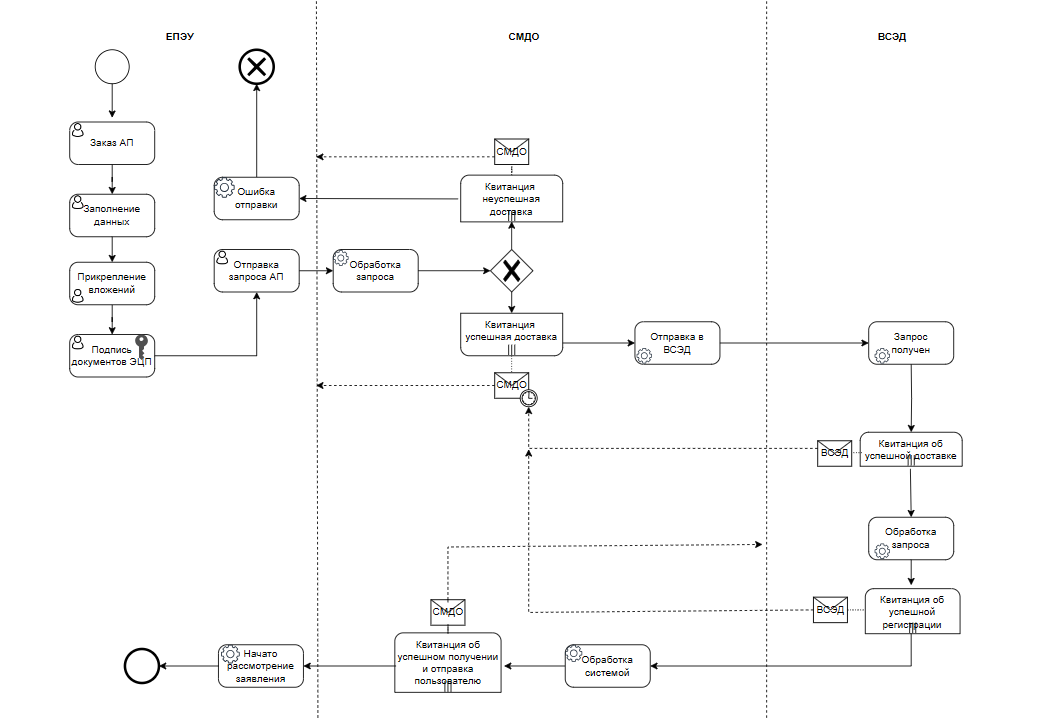 ЕПЭУ
СМДО
ВСЭД
Заказ АП
Заполнение
данных
Прикрепление
вложений
Подпись
документов ЭЦП
Ошибка
отправки
Отправка
запроса АП
Обработка
запроса
СМДО
Квитанция
неуспешная
доставка
Квитанция
успешная доставка
СМДО
Отправка в
ВСЭД
Запрос
получен
ВСЭД
Квитанция об
успешной доставке
Обработка
запроса
ВСЭД
Квитанция об
успешной
регистрации
Обработка
системой
СМДО
Квитанция об
успешном получении
и отправка
пользователю
Начато
рассмотрение
заявления